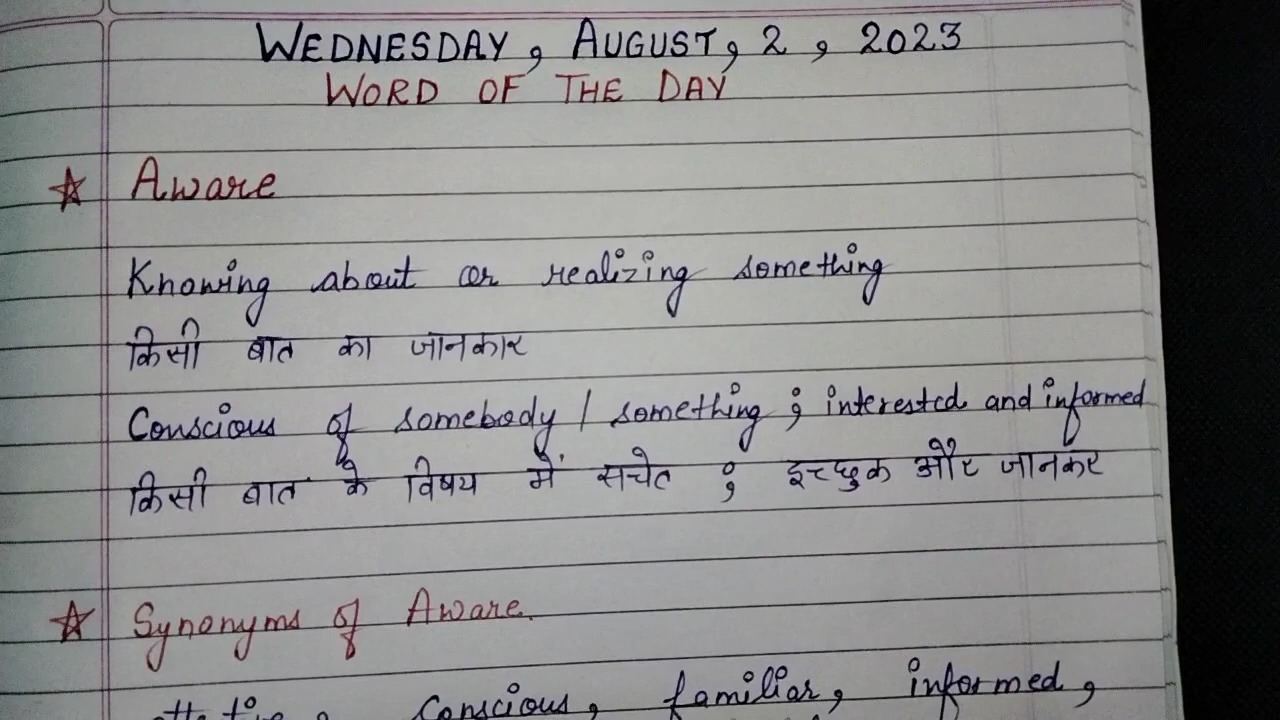 WEDNESDAY, AUGUST, 2, 2023
WORD OF THE DAY
Aware
Knowing about or realizing something
किसी बात का जानकार
Conscious of somebody / something ; interested and informed
किसी बात के विषय में सचेत ; इच्छुक और जानकर
Synonyms of Aware.
conscious, familiar, informed,